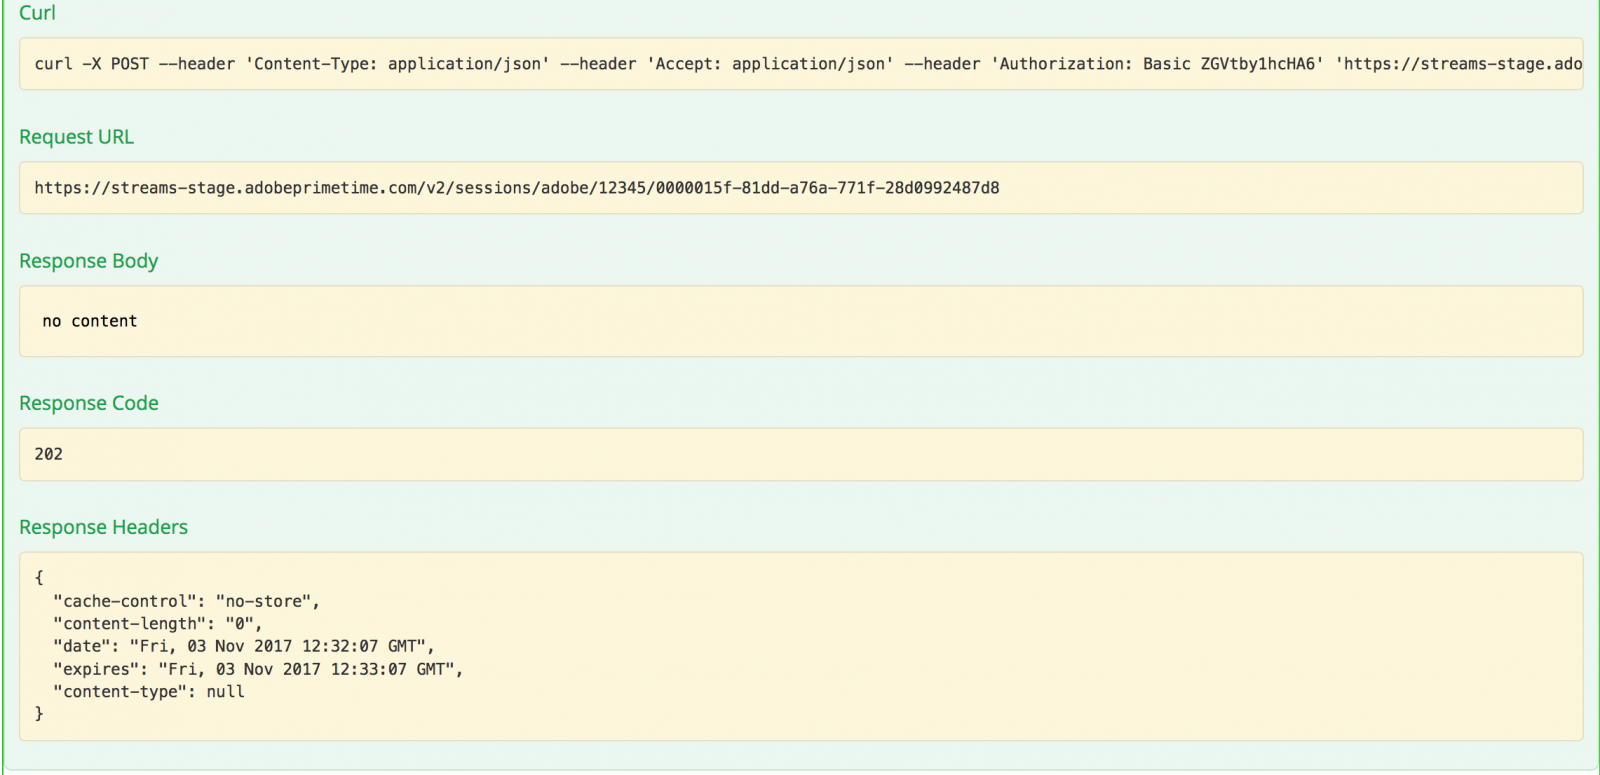 Curl
curl -X POST --header 'Content-Type: application/json' --header 'Accept: application/json' --header 'Authorization: Basic ZGVtby1hcHA6' 'https://streams-stage.ado
Request URL
https://streams-stage.adobeprimetime.com/v2/sessions/adobe/12345/0000015f-81dd-a76a-771f-28d0992487d8
Response Body
no content
Response Code
202
Response Headers
{
"cache-control": "no-store",
"content-length": "0",
"date": "Fri, 03 Nov 2017 12:32:07 GMT",
"expires": "Fri, 03 Nov 2017 12:33:07 GMT",
"content-type": null
}